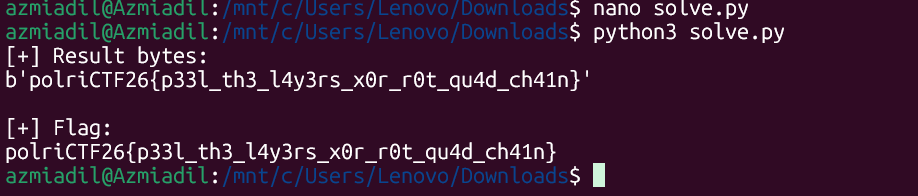 azmiadil@Azmiadil:/mnt/c/Users/Lenovo/Downloads$ nano solve.py
azmiadil@Azmiadil:/mnt/c/Users/Lenovo/Downloads$ python3 solve.py
[+] Result bytes:
b'polriCTF26{p33l_th3_l4y3rs_x0r_r0t_qu4d_ch41n}'
[+] Flag:
polriCTF26{p33l_th3_l4y3rs_x0r_r0t_qu4d_ch41n}
azmiadil@Azmiadil:/mnt/c/Users/Lenovo/Downloads$